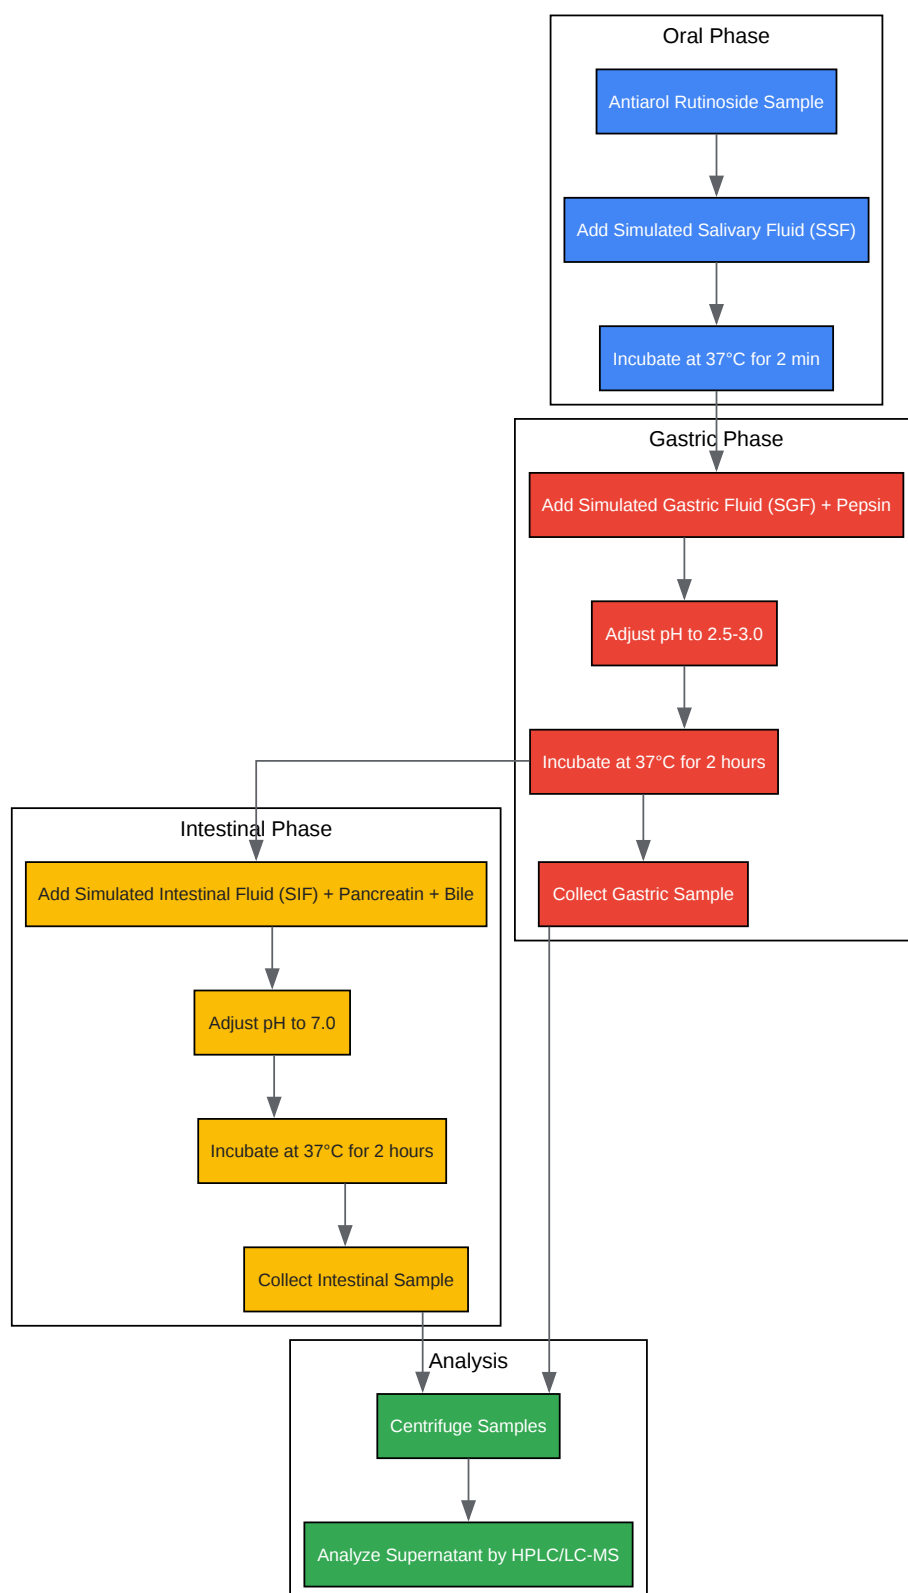 Oral Phase
Antiarol Rutinoside Sample
Add Simulated Salivary Fluid (SSF)
Incubate at 37°C for 2 min
Gastric Phase
Add Simulated Gastric Fluid (SGF) + Pepsin
Adjust pH to 2.5-3.0
Incubate at 37°C for 2 hours
Collect Gastric Sample
Intestinal Phase
Add Simulated Intestinal Fluid (SIF) + Pancreatin + Bile
Adjust pH to 7.0
Incubate at 37°C for 2 hours
Collect Intestinal Sample
Analysis
Centrifuge Samples
Analyze Supernatant by HPLC/LC-MS